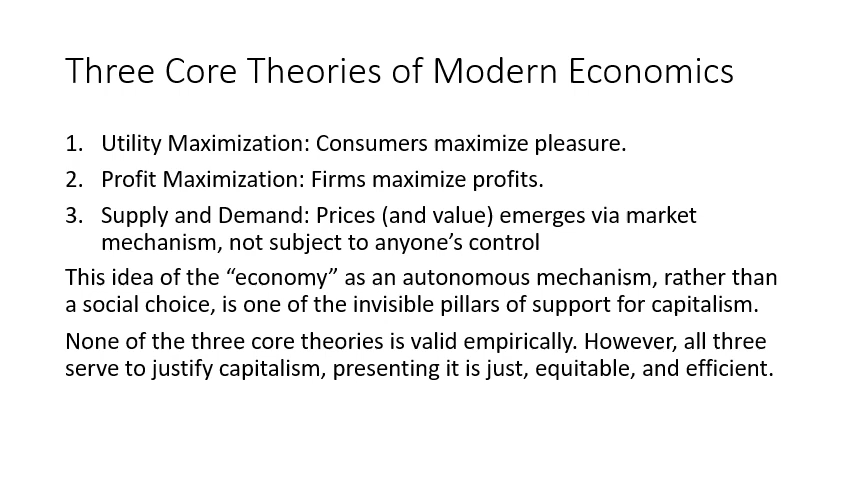 Three Core Theories of Modern Economics
1. Utility Maximization: Consumers maximize pleasure.
2. Profit Maximization: Firms maximize profits.
3. Supply and Demand: Prices (and value) emerges via market
mechanism, not subject to anyone’s control
This idea of the “economy” as an autonomous mechanism, rather than
a social choice, is one of the invisible pillars of support for capitalism.
None of the three core theories is valid empirically. However, all three
serve to justify capitalism, presenting it is just, equitable, and efficient.